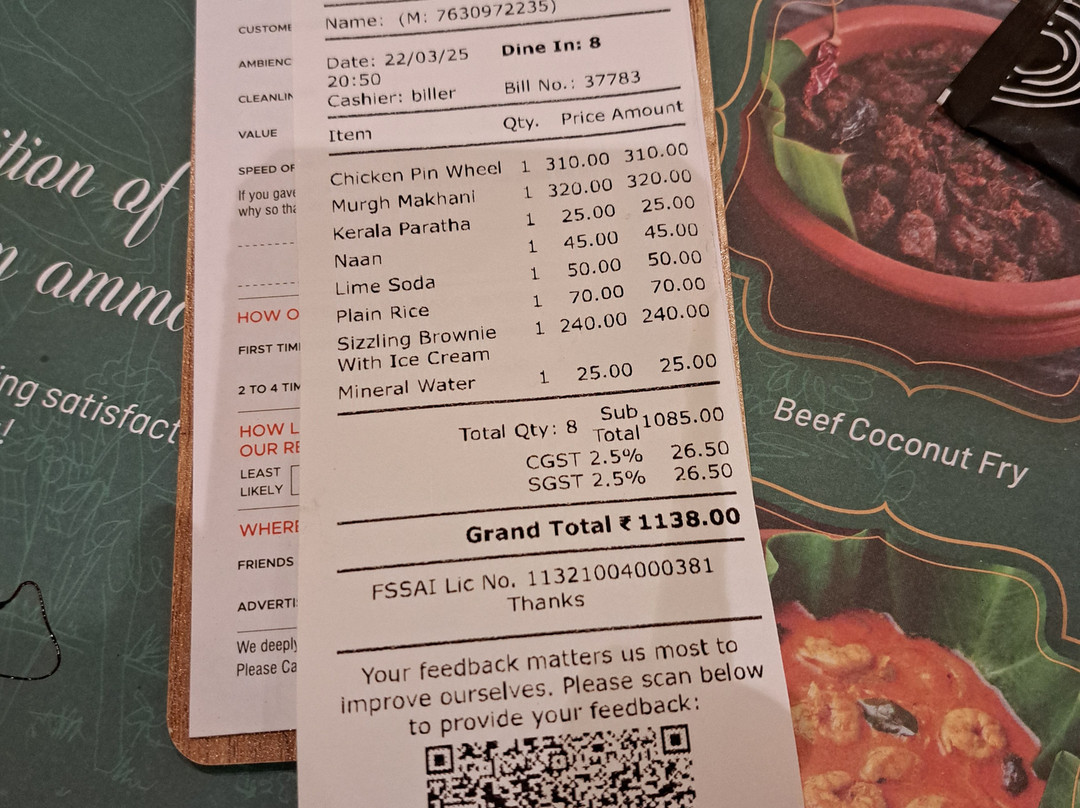 Name: (M: 7630972235)
Date: 22/03/25 Dine In: 8
20:50
Cashier: biller Bill No.: 37783
Item Qty. Price Amount
Chicken Pin Wheel 1 310.00 310.00
Murgh Makhani 1 320.00 320.00
Kerala Paratha 1 25.00 25.00
Naan 1 45.00 45.00
Lime Soda 1 50.00 50.00
Plain Rice 1 70.00 70.00
Sizzling Brownie 1 240.00 240.00
With Ice Cream
Mineral Water 1 25.00 25.00
Total Qty: 8 Sub Total 1085.00
CGST 2.5% 26.50
SGST 2.5% 26.50
Grand Total ₹ 1138.00
FSSAI Lic No. 11321004000381
Thanks
Your feedback matters us most to
improve ourselves. Please scan below
to provide your feedback:
CUSTOME
AMBIENC
CLEANLIN
VALUE
SPEED OF
If you gave
why so tha
HOW O
FIRST TIM
2 TO 4 TIM
HOW L
OUR RE
LEAST
LIKELY
WHERE
FRIENDS
ADVERTI
We deeply
Please Ca
tion of
amma
ing satisfact
!
Beef Coconut Fry